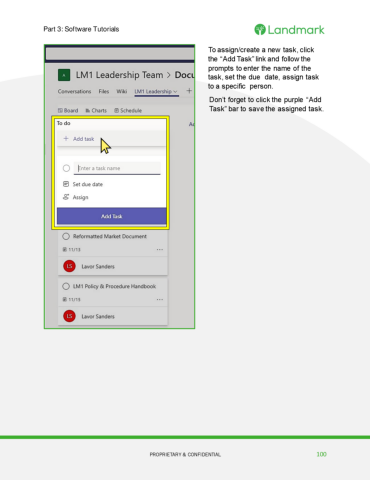 Part 3: Software Tutorials
Landmark
LM1 Leadership Team > Docu
Conversations Files Wiki LM1 Leadership +
Board Charts Schedule
To do
+ Add task
Enter a task name
Set due date
Assign
Add Task
Reformatted Market Document
11/13 ...
LS Lavor Sanders
LM1 Policy & Procedure Handbook
11/13 ...
LS Lavor Sanders
To assign/create a new task, click
the “Add Task” link and follow the
prompts to enter the name of the
task, set the due date, assign task
to a specific person.
Don’t forget to click the purple “Add
Task” bar to save the assigned task.
PROPRIETARY & CONFIDENTIAL 100